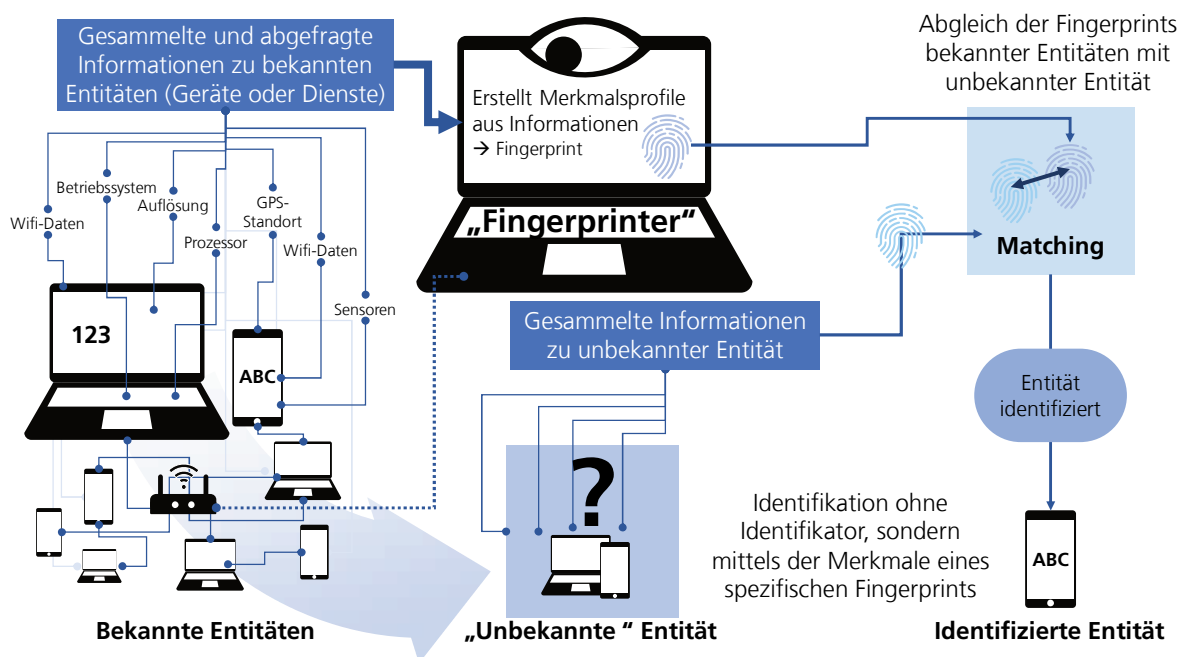 Gesammelte und abgefragte
Informationen zu bekannten
Entitäten (Geräte oder Dienste)
Erstellt Merkmalsprofile
aus Informationen
→ Fingerprint
„Fingerprinter“
Abgleich der Fingerprints
bekannter Entitäten mit
unbekannter Entität
Matching
Betriebssystem
Wifi-Daten
Auflösung
Prozessor
GPS-
Standort
Wifi-Daten
Sensoren
123
ABC
Gesammelte Informationen
zu unbekannter Entität
?
Entität
identifiziert
Identifikation ohne
Identifikator, sondern
mittels der Merkmale eines
spezifischen Fingerprints
ABC
Bekannte Entitäten
„Unbekannte “ Entität
Identifizierte Entität